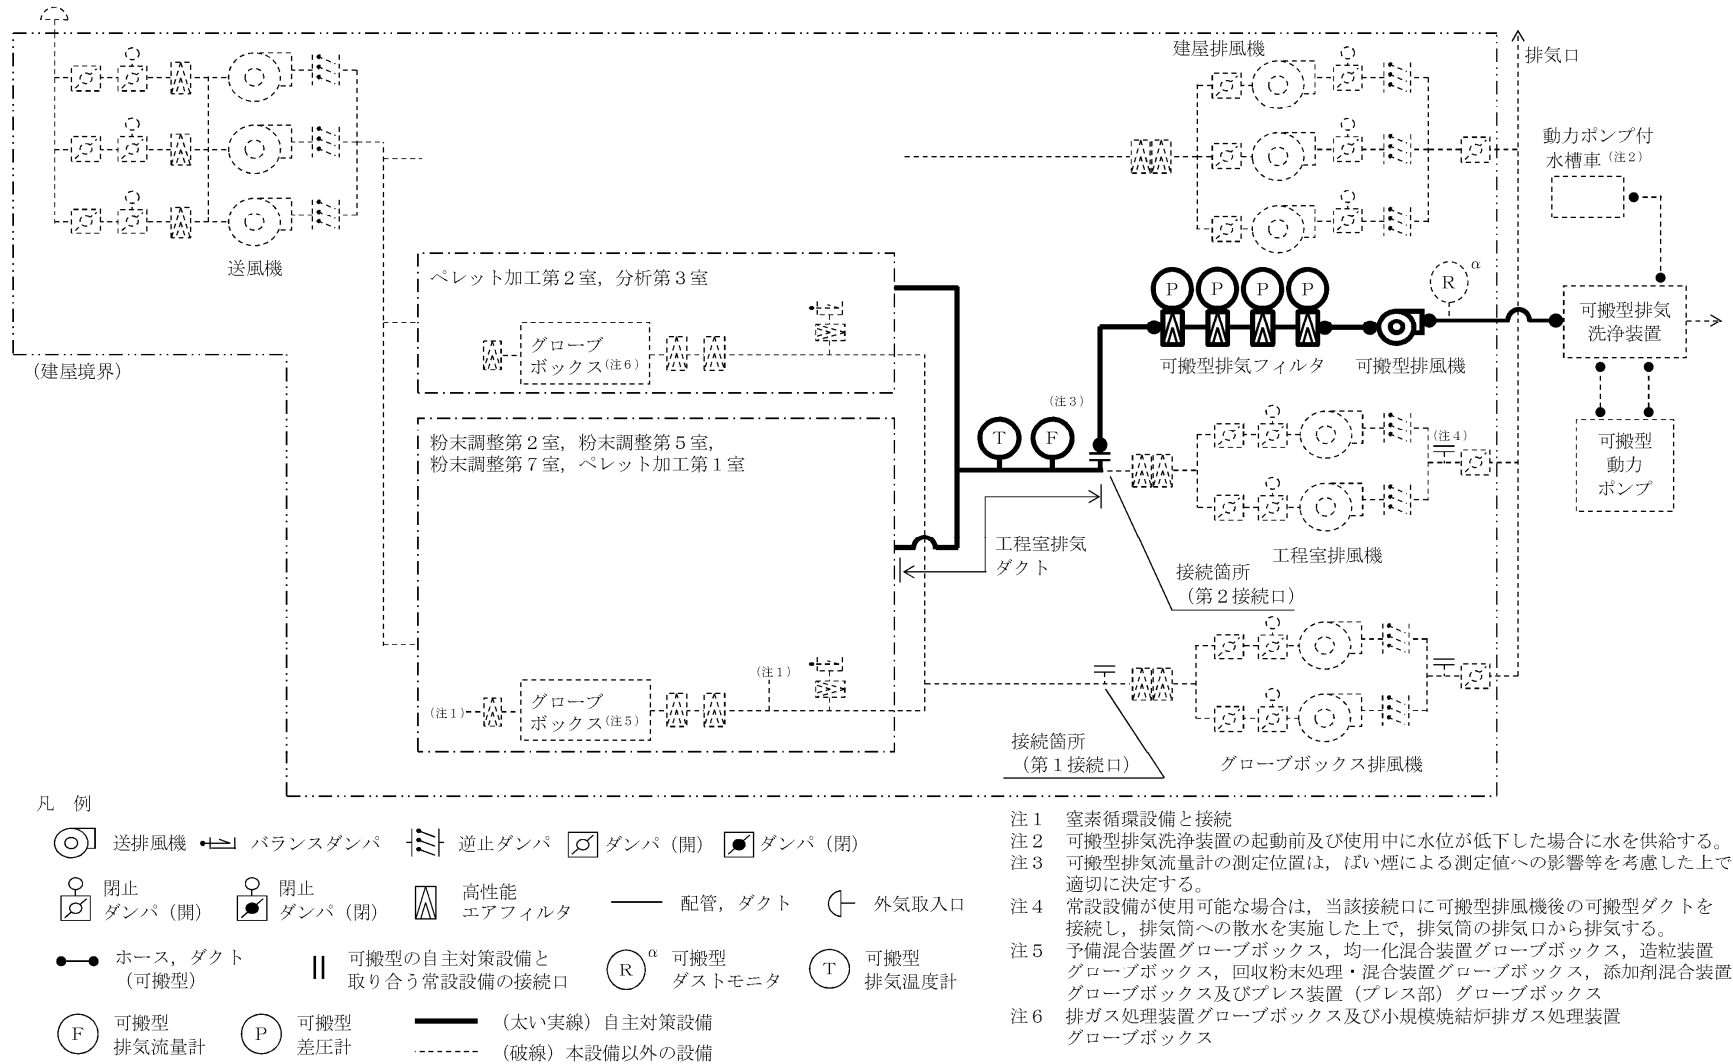 建屋排風機
排気口
動力ポンプ付
水槽車（注２）
送風機
ペレット加工第２室，分析第３室
グローブ
ボックス（注６）
（建屋境界）
P
P
P
P
R α
可搬型排気フィルタ
可搬型排風機
可搬型排気
洗浄装置
（注３）
T
F
粉末調整第２室，粉末調整第５室，
粉末調整第７室，ペレット加工第１室
（注４）
可搬型
動力
ポンプ
工程室排気
ダクト
工程室排風機
接続箇所
（第２接続口）
（注１）
（注１）
グローブ
ボックス（注５）
接続箇所
（第１接続口）
グローブボックス排風機
凡　例
送排風機
バランスダンパ
逆止ダンパ
ダンパ（開）
ダンパ（閉）
閉止
ダンパ（開）
閉止
ダンパ（閉）
高性能
エアフィルタ
配管，ダクト
外気取入口
ホース，ダクト
（可搬型）
可搬型の自主対策設備と
取り合う常設設備の接続口
R α
可搬型
ダストモニタ
T
可搬型
排気温度計
F
可搬型
排気流量計
P
可搬型
差圧計
（太い実線）自主対策設備
（破線）本設備以外の設備
注１　窒素循環設備と接続
注２　可搬型排気洗浄装置の起動前及び使用中に水位が低下した場合に水を供給する。
注３　可搬型排気流量計の測定位置は，ばい煙による測定値への影響等を考慮した上で
適切に決定する。
注４　常設設備が使用可能な場合は，当該接続口に可搬型排風機後の可搬型ダクトを
接続し，排気筒への散水を実施した上で，排気筒の排気口から排気する。
注５　予備混合装置グローブボックス，均一化混合装置グローブボックス，造粒装置
グローブボックス，回収粉末処理・混合装置グローブボックス，添加剤混合装置
グローブボックス及びプレス装置（プレス部）グローブボックス
注６　排ガス処理装置グローブボックス及び小規模焼結炉排ガス処理装置
グローブボックス